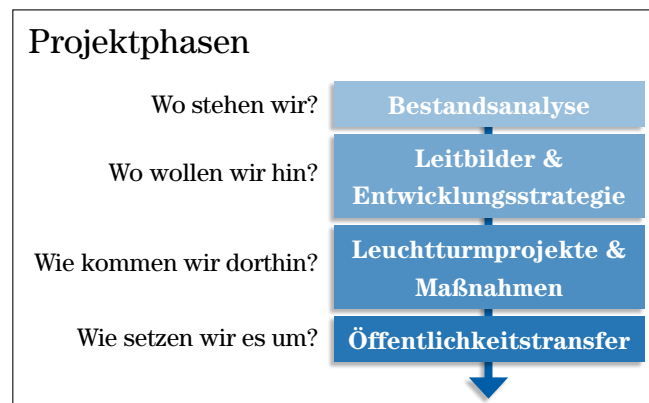 Projektphasen
Wo stehen wir?
Bestandsanalyse
Wo wollen wir hin?
Leitbilder &
Entwicklungsstrategie
Wie kommen wir dorthin?
Leuchtturmprojekte &
Maßnahmen
Wie setzen wir es um?
Öffentlichkeitstransfer